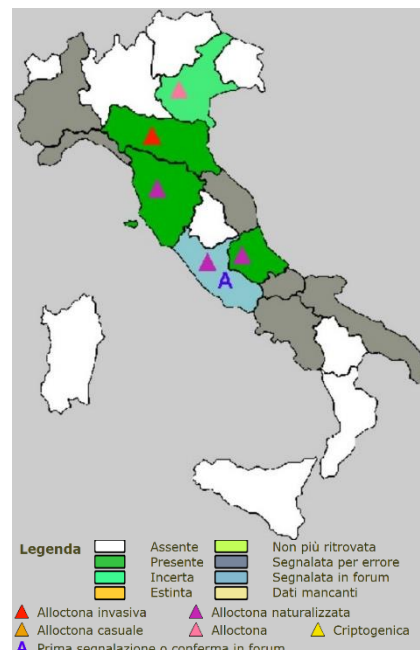 A
Legenda Assente Non più ritrovata
Presente Segnalata per errore
Incerta Segnalata in forum
Estinta Dati mancanti
Alloctona invasiva Alloctona naturalizzata
Alloctona casuale Alloctona Criptogenica
A Prima segnalazione o conferma in forum